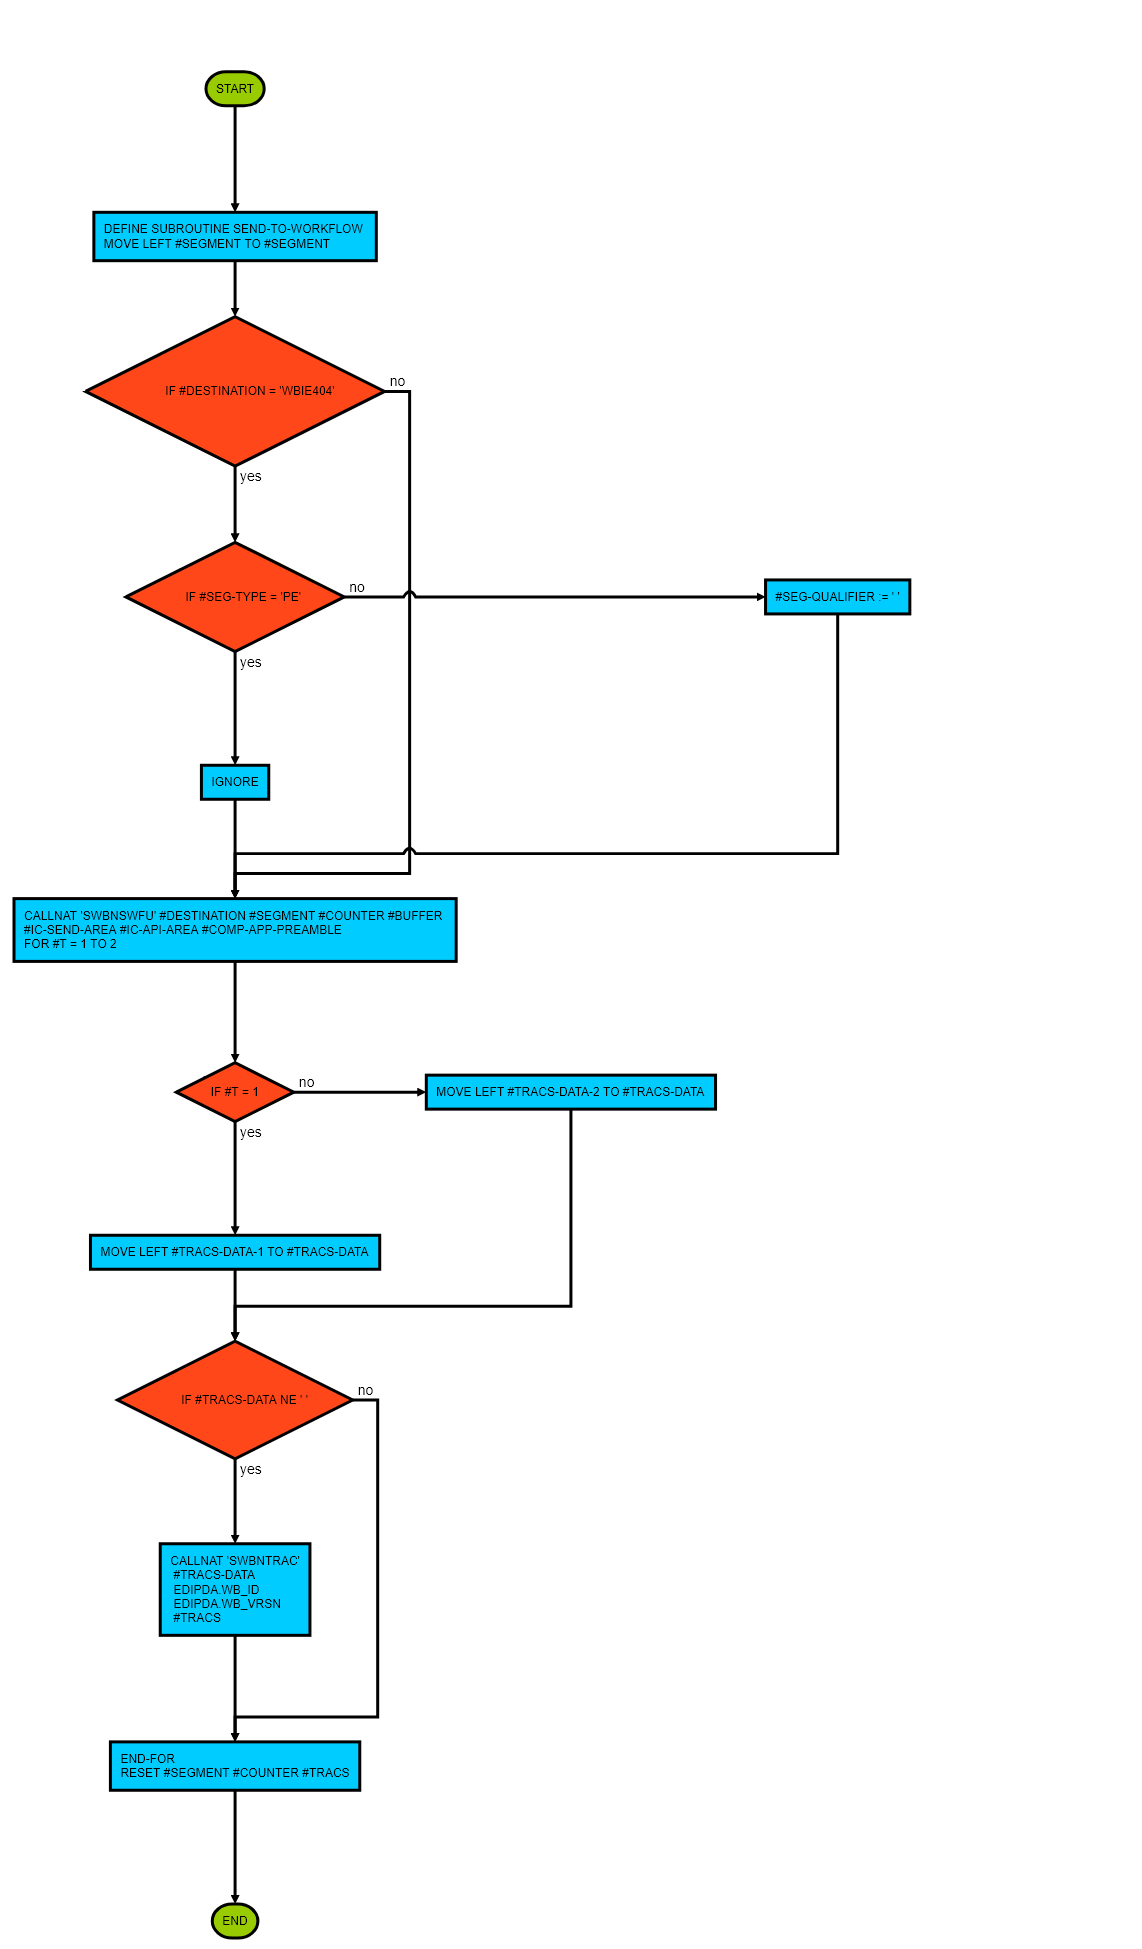 START
DEFINE SUBROUTINE SEND-TO-WORKFLOW
MOVE LEFT #SEGMENT TO #SEGMENT
IF #DESTINATION = 'WBIE404'
no
yes
IF #SEG-TYPE = 'PE'
no
#SEG-QUALIFIER := ' '
yes
IGNORE
CALLNAT 'SWBNSWFU' #DESTINATION #SEGMENT #COUNTER #BUFFER
#IC-SEND-AREA #IC-API-AREA #COMP-APP-PREAMBLE
FOR #T = 1 TO 2
IF #T = 1
no
MOVE LEFT #TRACS-DATA-2 TO #TRACS-DATA
yes
MOVE LEFT #TRACS-DATA-1 TO #TRACS-DATA
IF #TRACS-DATA NE ' '
no
yes
CALLNAT 'SWBNTRAC'
#TRACS-DATA
EDIPDA.WB_ID
EDIPDA.WB_VRSN
#TRACS
END-FOR
RESET #SEGMENT #COUNTER #TRACS
END